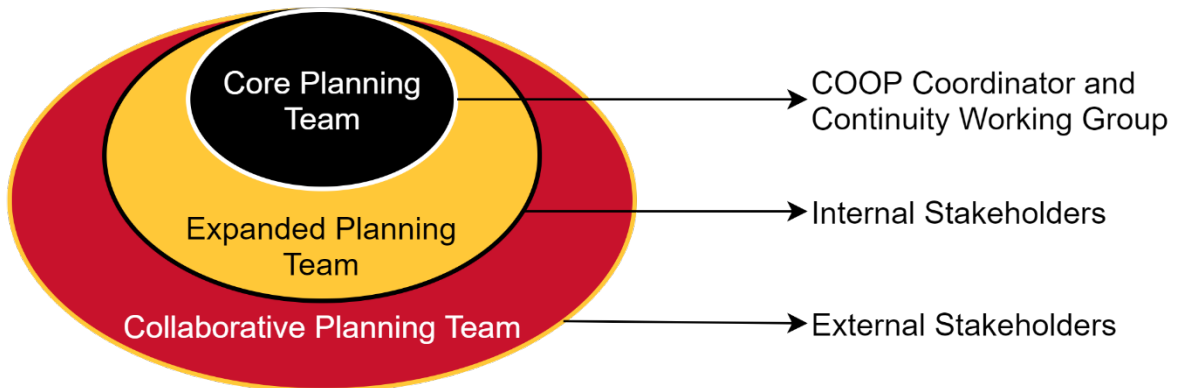 Core Planning
Team
COOP Coordinator and
Continuity Working Group
Expanded Planning
Team
Internal Stakeholders
Collaborative Planning Team
External Stakeholders